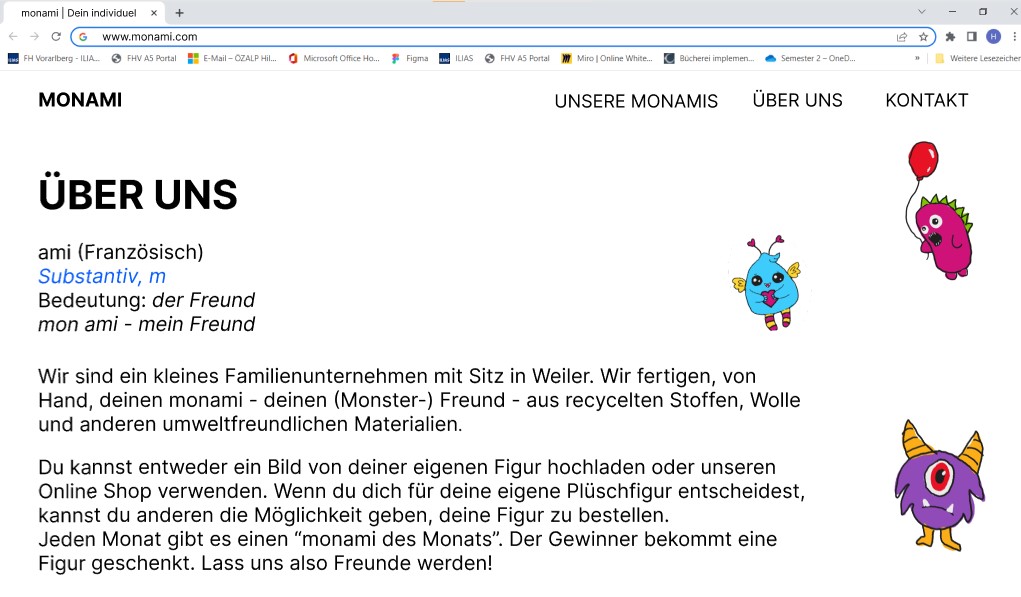 monami | Dein individuel
www.monami.com
FH Vorarlberg - ILIA...
FHV A5 Portal
E-Mail – ÖZALP Hil...
Microsoft Office Ho...
Figma
ILIAS
FHV A5 Portal
Miro | Online White...
Bücherei implemen...
Semester 2 – OneD...
»
Weitere Lesezeichen
H
MONAMI
UNSERE MONAMIS
ÜBER UNS
KONTAKT
ÜBER UNS
ami (Französisch)
Substantiv, m
Bedeutung: der Freund
mon ami - mein Freund
Wir sind ein kleines Familienunternehmen mit Sitz in Weiler. Wir fertigen, von
Hand, deinen monami - deinen (Monster-) Freund - aus recycelten Stoffen, Wolle
und anderen umweltfreundlichen Materialien.
Du kannst entweder ein Bild von deiner eigenen Figur hochladen oder unseren
Online Shop verwenden. Wenn du dich für deine eigene Plüschfigur entscheidest,
kannst du anderen die Möglichkeit geben, deine Figur zu bestellen.
Jeden Monat gibt es einen “monami des Monats”. Der Gewinner bekommt eine
Figur geschenkt. Lass uns also Freunde werden!